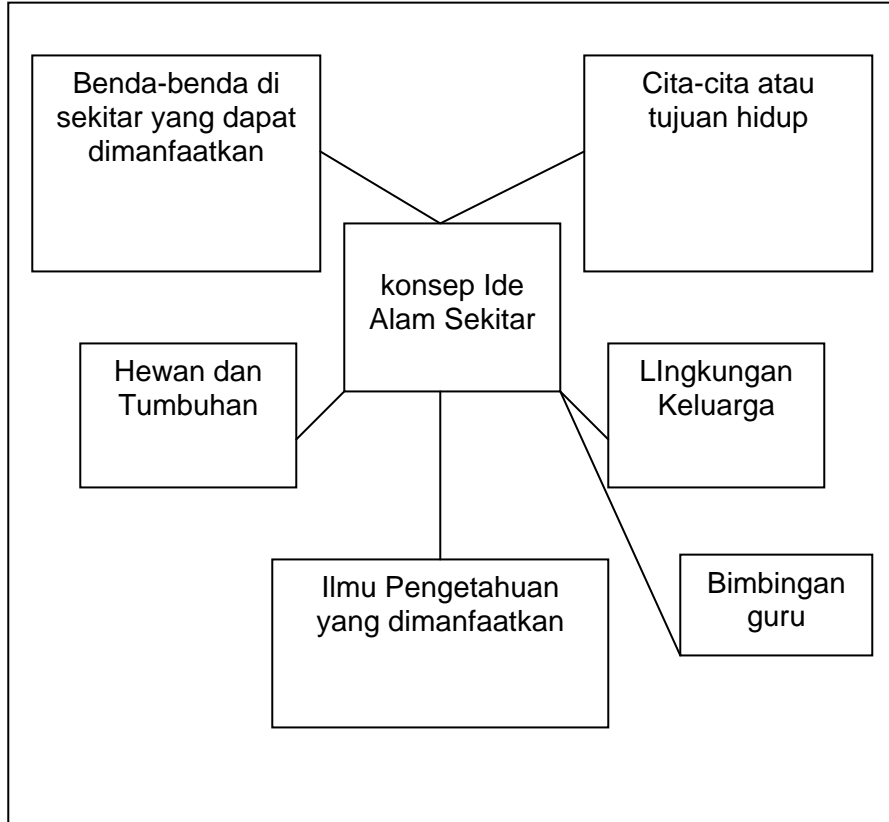 Benda-benda di
sekitar yang dapat
dimanfaatkan
Cita-cita atau
tujuan hidup
konsep Ide
Alam Sekitar
Hewan dan
Tumbuhan
LIngkungan
Keluarga
Ilmu Pengetahuan
yang dimanfaatkan
Bimbingan
guru